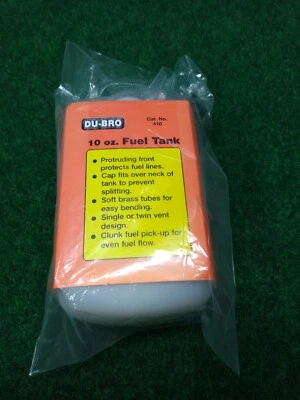 DU-BRO
Cat. No.
410
10 oz. Fuel Tank
• Protruding front
protects fuel lines.
• Cap fits over neck of
tank to prevent
splitting.
• Soft brass tubes for
easy bending.
• Single or twin vent
design.
• Clunk fuel pick-up for
even fuel flow.